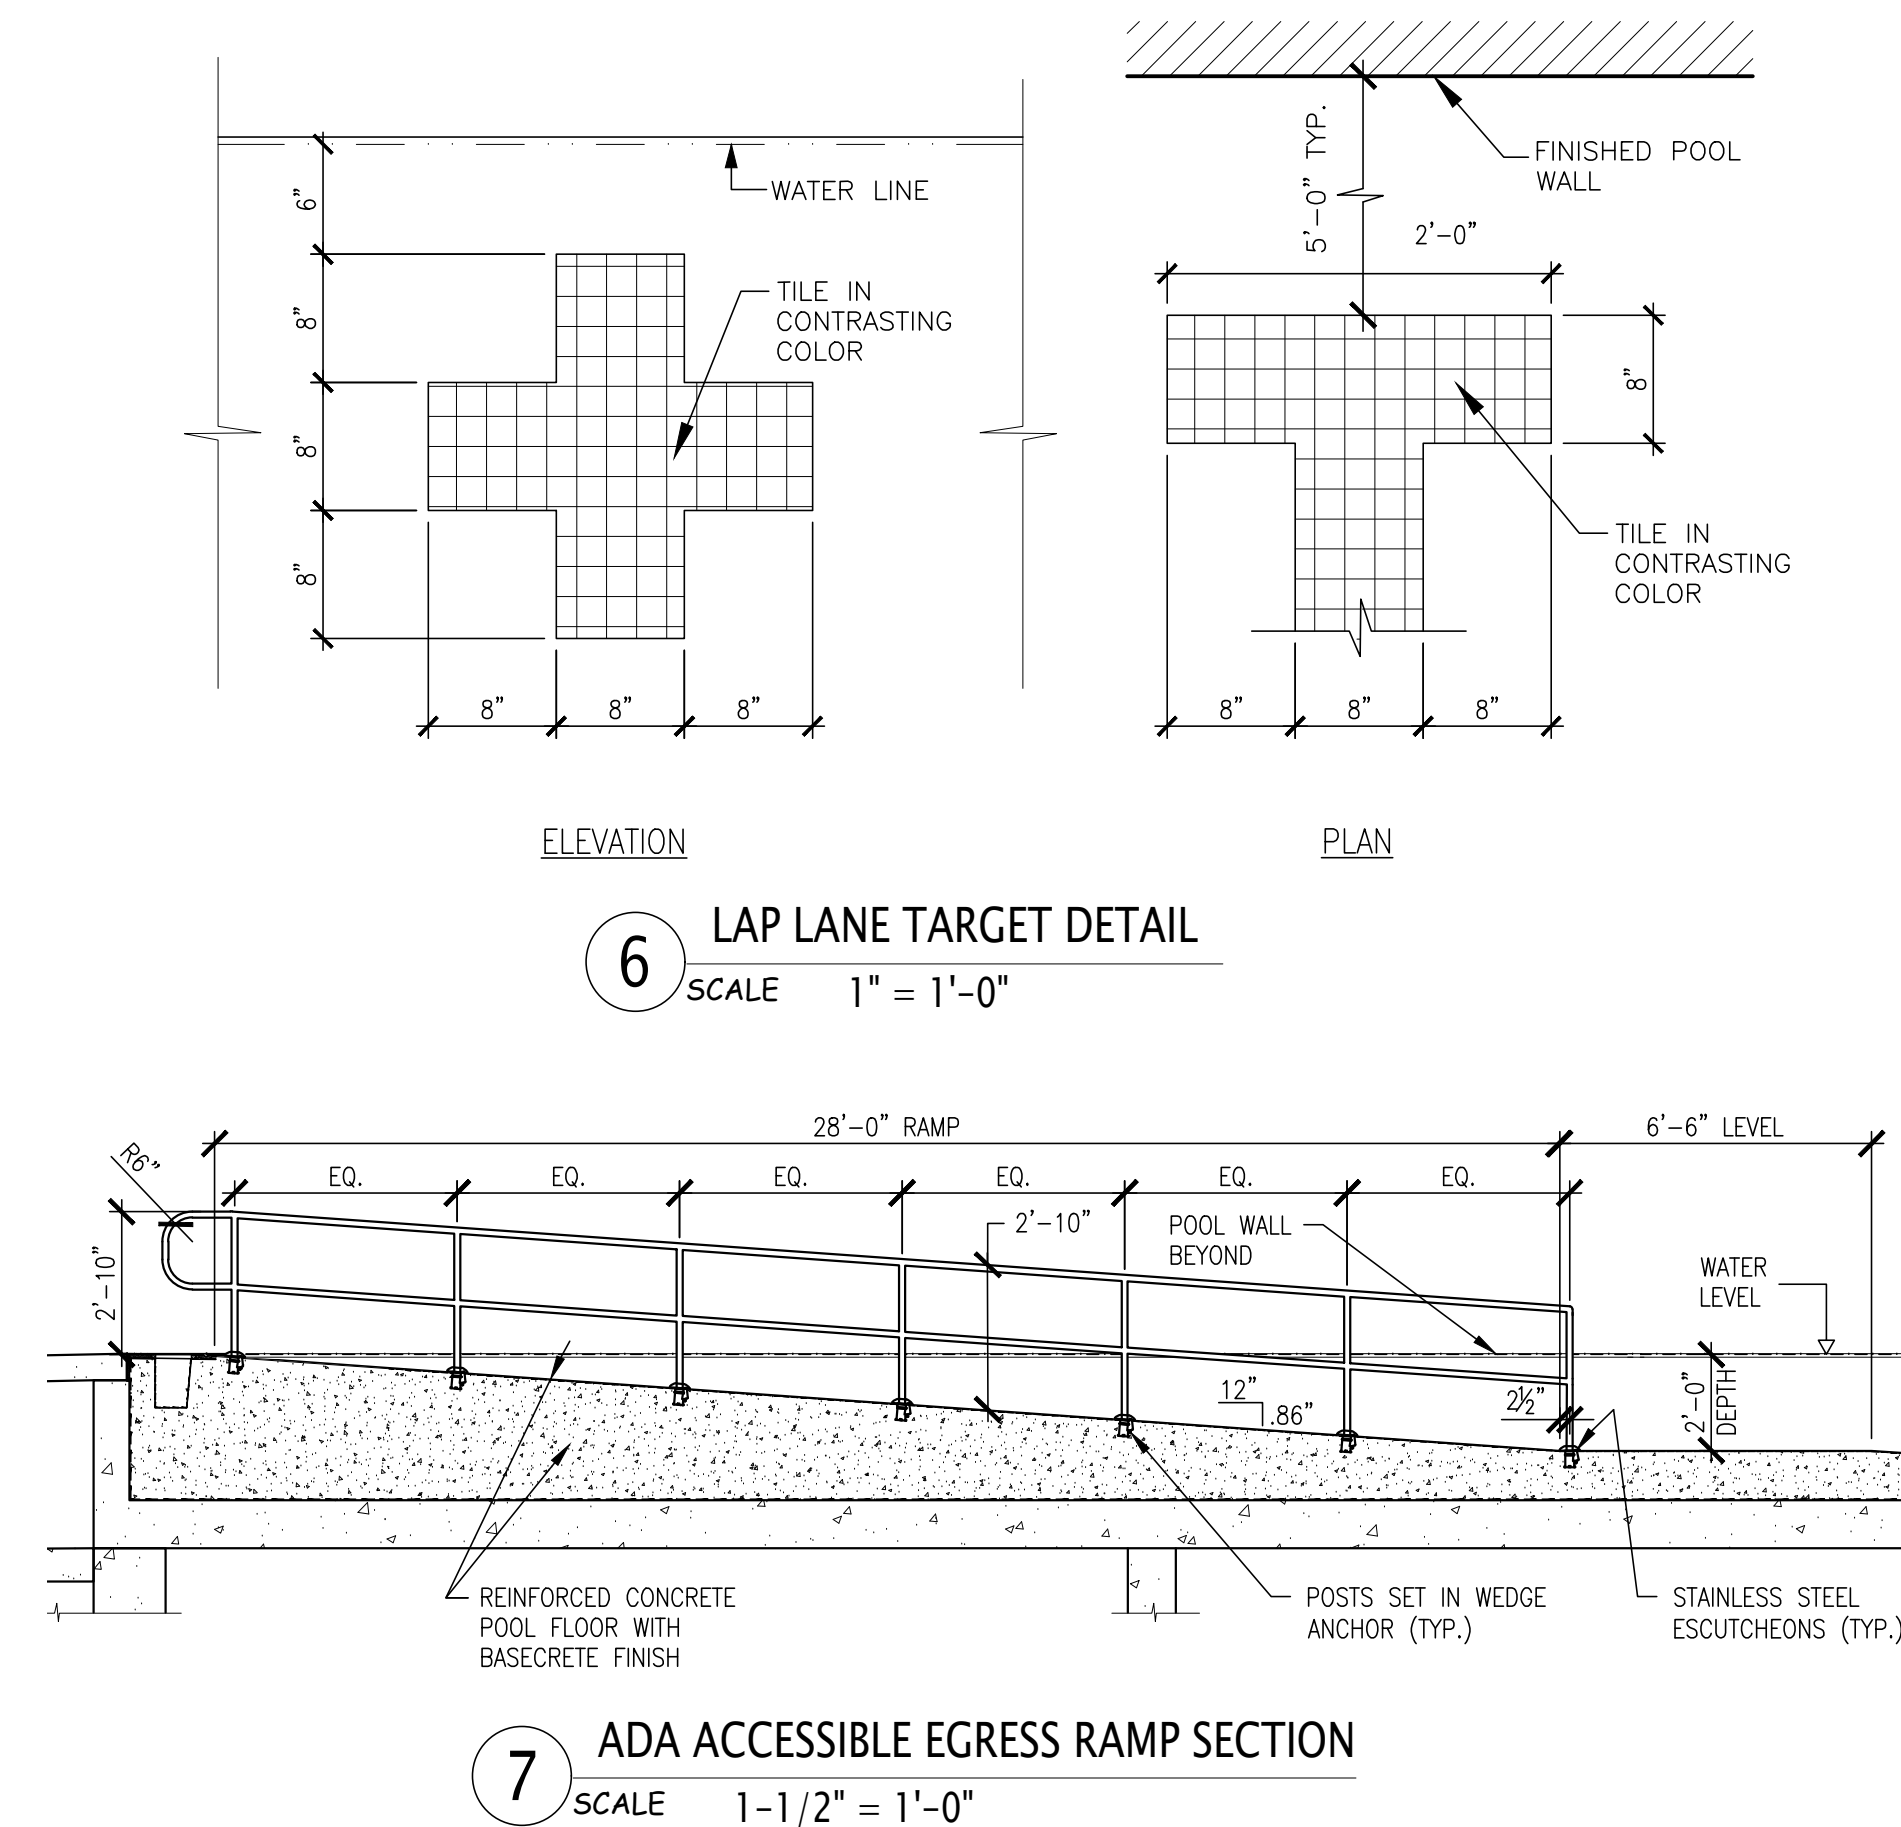 WATER LINE
6”
8”
8”
8”
TILE IN
CONTRASTING
COLOR
8” 8” 8”
ELEVATION
FINISHED POOL
WALL
5’-0” TYP.
2’-0”
8”
TILE IN
CONTRASTING
COLOR
8” 8” 8”
PLAN
6 LAP LANE TARGET DETAIL
SCALE 1" = 1'-0"
28’-0” RAMP 6’-6” LEVEL
R6”
EQ. EQ. EQ. EQ. EQ. EQ.
2’-10”
2’-10”
POOL WALL
BEYOND
WATER
LEVEL
12”
.86”
2½”
2’-0”
DEPTH
REINFORCED CONCRETE
POOL FLOOR WITH
BASECRETE FINISH
POSTS SET IN WEDGE
ANCHOR (TYP.)
STAINLESS STEEL
ESCUTCHEONS (TYP.)
7 ADA ACCESSIBLE EGRESS RAMP SECTION
SCALE 1-1/2" = 1'-0"